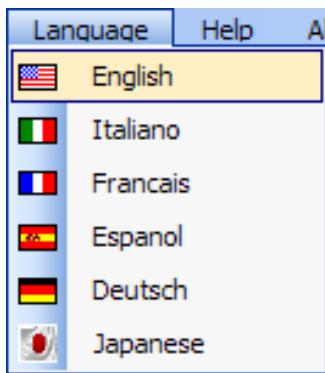 Language Help A
English
Italiano
Francais
Espanol
Deutsch
Japanese